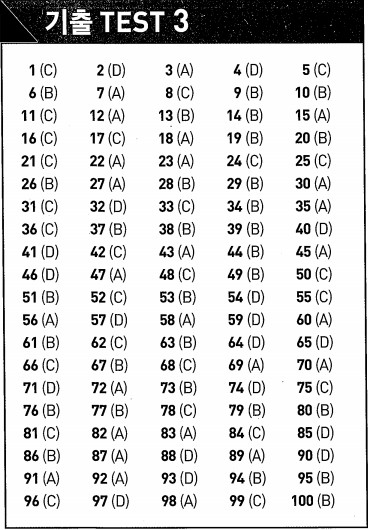 기출 TEST 3
1 (C) 2 (D) 3 (A) 4 (D) 5 (C)
6 (B) 7 (A) 8 (C) 9 (B) 10 (B)
11 (C) 12 (A) 13 (B) 14 (B) 15 (A)
16 (C) 17 (C) 18 (A) 19 (B) 20 (B)
21 (C) 22 (A) 23 (A) 24 (C) 25 (C)
26 (B) 27 (A) 28 (B) 29 (B) 30 (A)
31 (C) 32 (D) 33 (C) 34 (B) 35 (A)
36 (C) 37 (B) 38 (B) 39 (B) 40 (D)
41 (D) 42 (C) 43 (A) 44 (B) 45 (A)
46 (D) 47 (A) 48 (C) 49 (B) 50 (C)
51 (B) 52 (C) 53 (B) 54 (D) 55 (C)
56 (A) 57 (D) 58 (A) 59 (D) 60 (A)
61 (B) 62 (C) 63 (B) 64 (D) 65 (D)
66 (C) 67 (B) 68 (C) 69 (A) 70 (A)
71 (D) 72 (A) 73 (B) 74 (D) 75 (C)
76 (B) 77 (B) 78 (C) 79 (B) 80 (B)
81 (C) 82 (A) 83 (A) 84 (C) 85 (D)
86 (B) 87 (A) 88 (D) 89 (A) 90 (D)
91 (A) 92 (A) 93 (D) 94 (B) 95 (B)
96 (C) 97 (D) 98 (A) 99 (C) 100 (B)